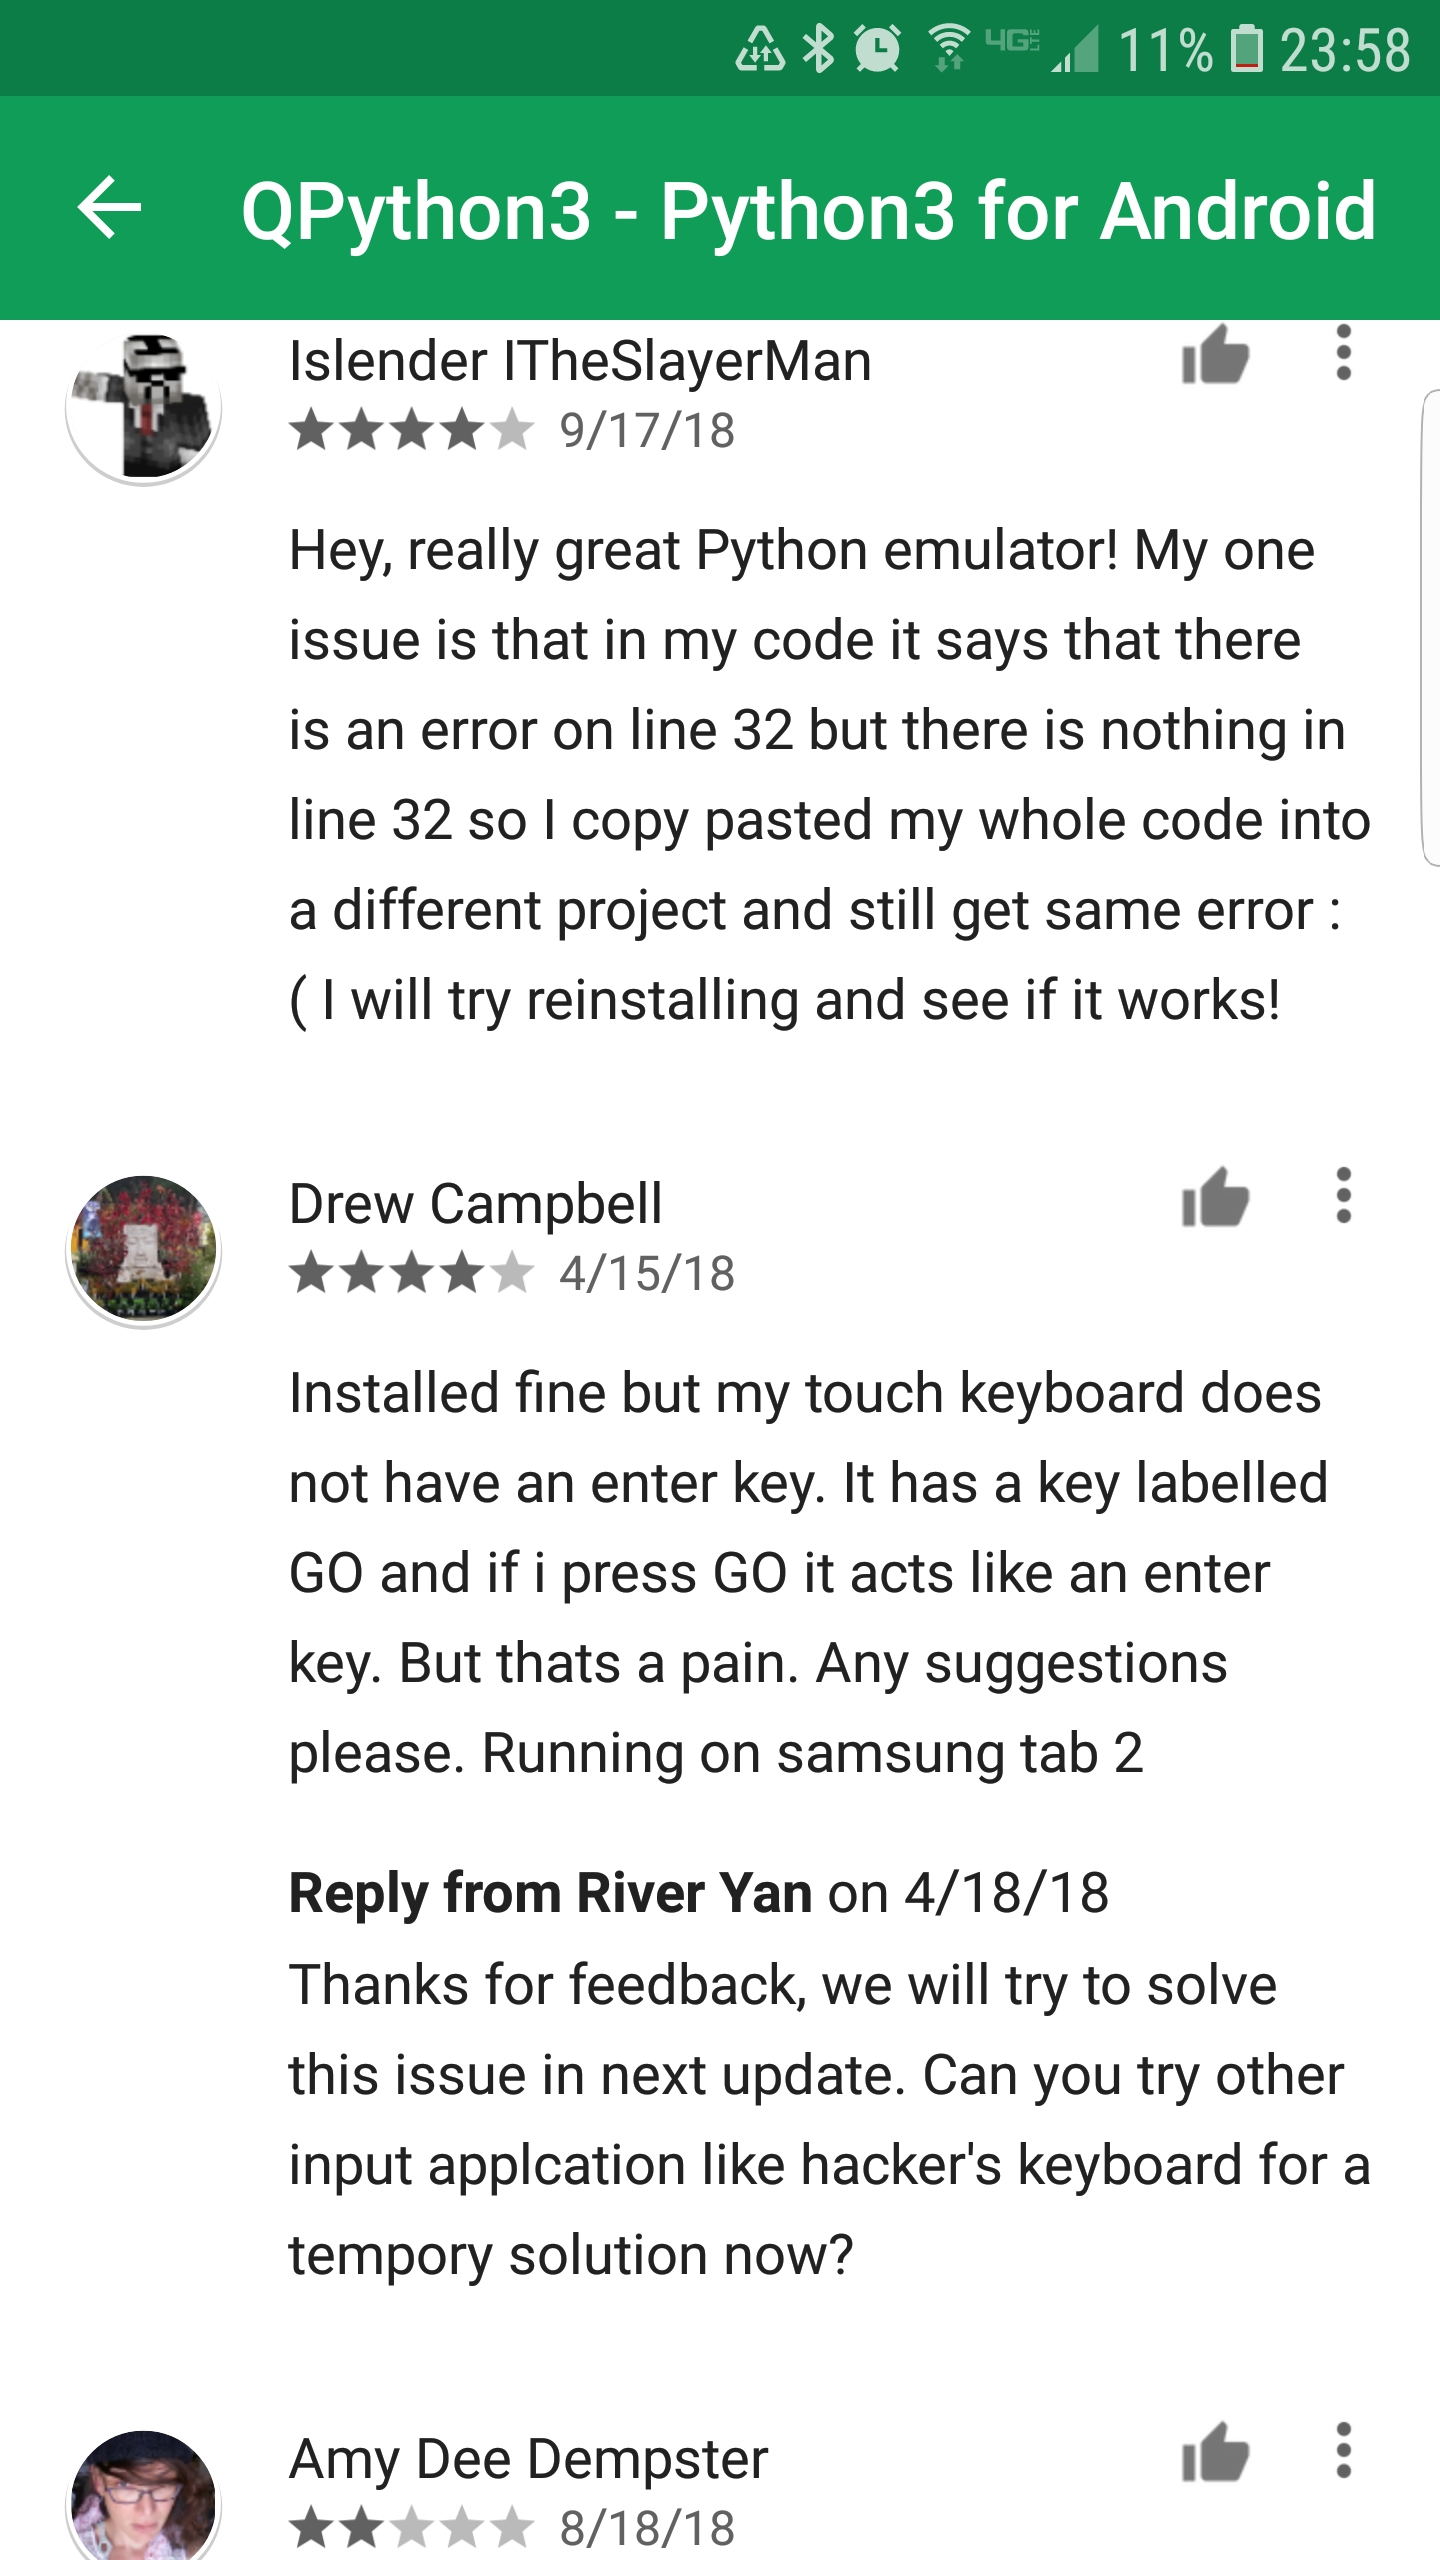 4G LTE 11% 23:58
QPython3 - Python3 for Android
Islender ITheSlayerMan
9/17/18
Hey, really great Python emulator! My one
issue is that in my code it says that there
is an error on line 32 but there is nothing in
line 32 so I copy pasted my whole code into
a different project and still get same error :
( I will try reinstalling and see if it works!
Drew Campbell
4/15/18
Installed fine but my touch keyboard does
not have an enter key. It has a key labelled
GO and if i press GO it acts like an enter
key. But thats a pain. Any suggestions
please. Running on samsung tab 2
Reply from River Yan on 4/18/18
Thanks for feedback, we will try to solve
this issue in next update. Can you try other
input applcation like hacker's keyboard for a
tempory solution now?
Amy Dee Dempster
8/18/18